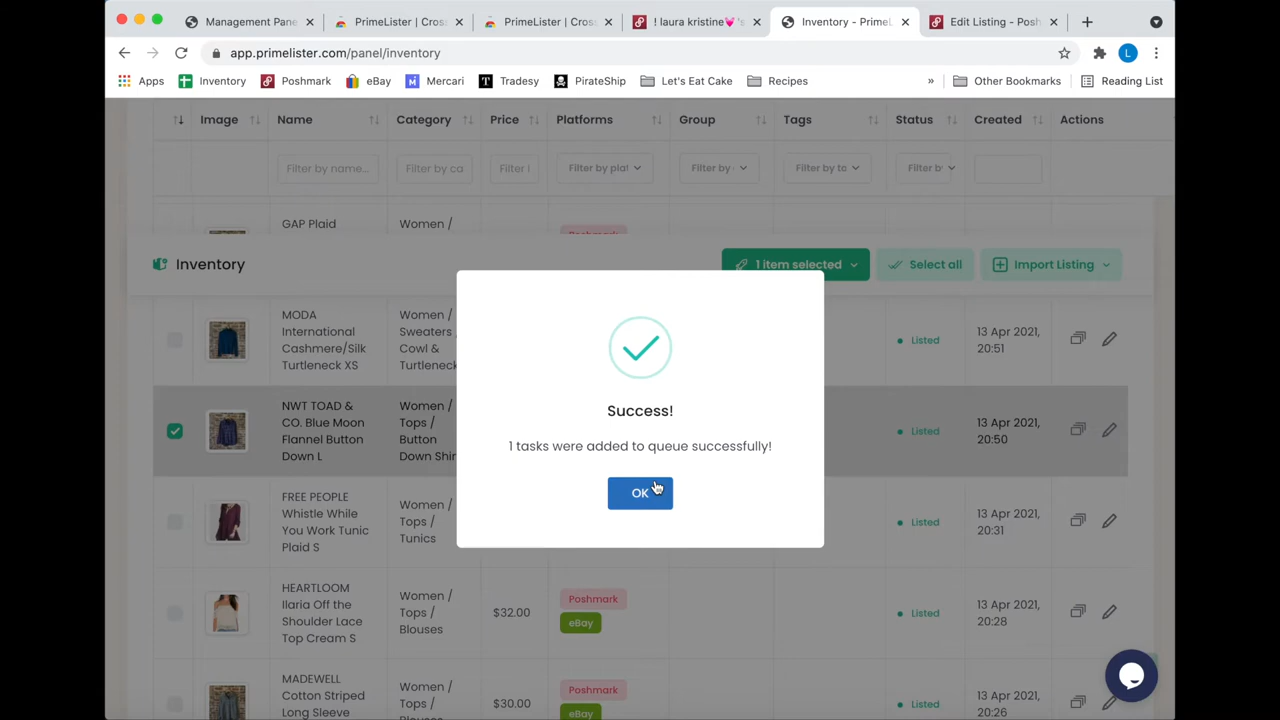 Management Pane
PrimeLister | Cross
PrimeLister | Cross
! laura kristine💗's
Inventory - PrimeL
Edit Listing - Posh
app.primelister.com/panel/inventory
L
Apps
Inventory
Poshmark
eBay
Mercari
Tradesy
PirateShip
Let's Eat Cake
Recipes
»
Other Bookmarks
Reading List
Image
Name
Category
Price
Platforms
Group
Tags
Status
Created
Actions
Filter by name...
Filter by ca
Filter
Filter by plat
Filter by
Filter by to
Filter b
GAP Plaid
Women /
Poshmark
Inventory
1 item selected
Select all
Import Listing
MODA
International
Cashmere/Silk
Turtleneck XS
Women /
Sweaters
Cowl &
Turtleneck
Listed
13 Apr 2021,
20:51
NWT TOAD &
CO. Blue Moon
Flannel Button
Down L
Women /
Tops /
Button
Down Shir
Listed
13 Apr 2021,
20:50
Success!
1 tasks were added to queue successfully!
OK
FREE PEOPLE
Whistle While
You Work Tunic
Plaid S
Women /
Tops /
Tunics
Listed
13 Apr 2021,
20:31
HEARTLOOM
Ilaria Off the
Shoulder Lace
Top Cream S
Women /
Tops /
Blouses
$32.00
Poshmark
eBay
Listed
13 Apr 2021,
20:28
MADEWELL
Cotton Striped
Long Sleeve
Women /
Tops /
Blouses
$30.00
Poshmark
eBay
Listed
13 Apr 2021,
20:26